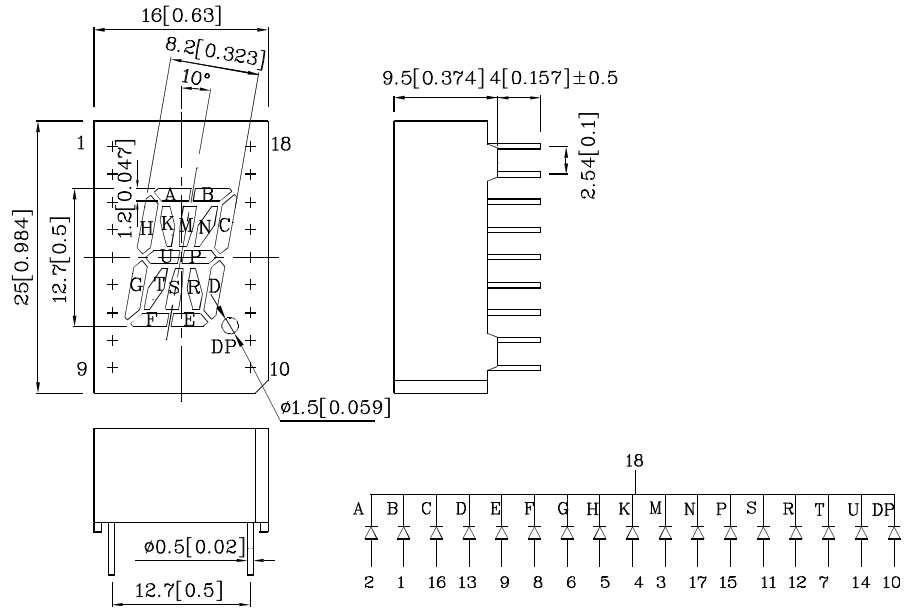 16[0.63]
8.2[0.323]
10°
9.5[0.374] 4[0.157]±0.5
2.54[0.1]
1
18
1.2[0.047]
A B
H K M N C
U P
G T S R D
F E
DP
25[0.984]
12.7[0.5]
9
10
ø1.5[0.059]
ø0.5[0.02]
12.7[0.5]
18
A B C D E F G H K M N P S R T U DP
2 1 16 13 9 8 6 5 4 3 17 15 11 12 7 14 10